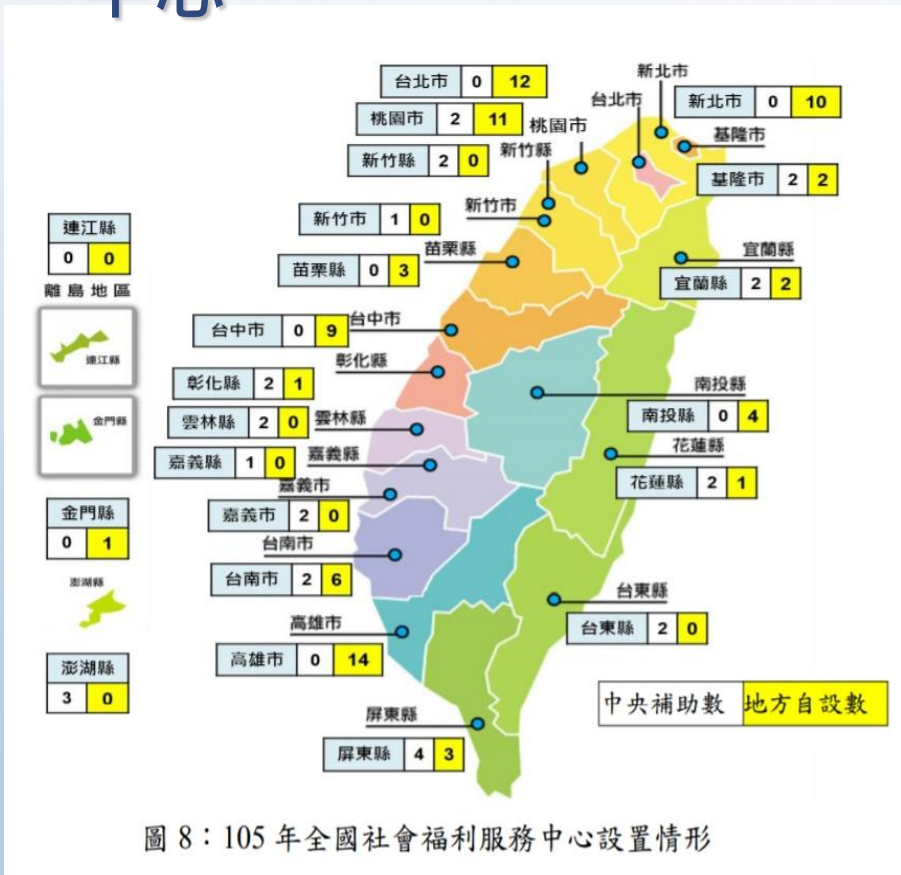 中心
新北市
台北市 0 12
台北市
新北市 0 10
桃園市 2 11
桃園市
基隆市
新竹縣 2 0
新竹縣
基隆市 2 2
新竹市 1 0
新竹市
連江縣
0 0
離島地區
苗栗縣
宜蘭縣
苗栗縣 0 3
宜蘭縣 2 2
台中市 0 9
台中市
連江縣
彰化縣
彰化縣 2 1
南投縣
金門縣
雲林縣 2 0
雲林縣
南投縣 0 4
嘉義縣 1 0
嘉義縣
花蓮縣
嘉義市
花蓮縣 2 1
金門縣
0 1
嘉義市 2 0
台南市
台南市 2 6
澎湖縣
台東縣
高雄市
台東縣 2 0
高雄市 0 14
澎湖縣
3 0
中央補助數 地方自設數
屏東縣
屏東縣 4 3
圖 8：105 年全國社會福利服務中心設置情形